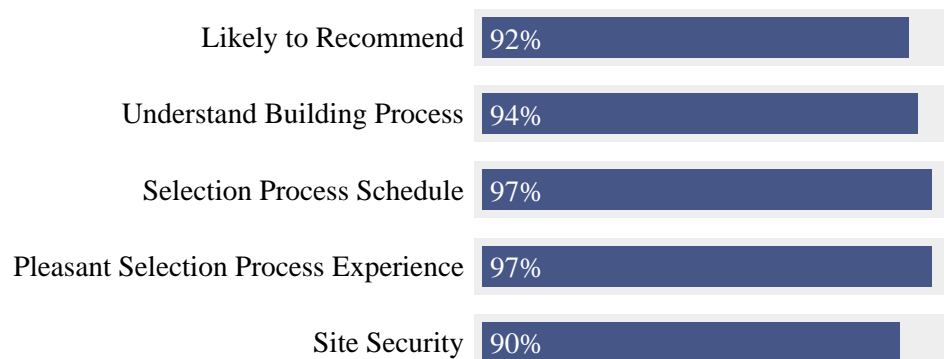 Likely to Recommend 92%
Understand Building Process 94%
Selection Process Schedule 97%
Pleasant Selection Process Experience 97%
Site Security 90%